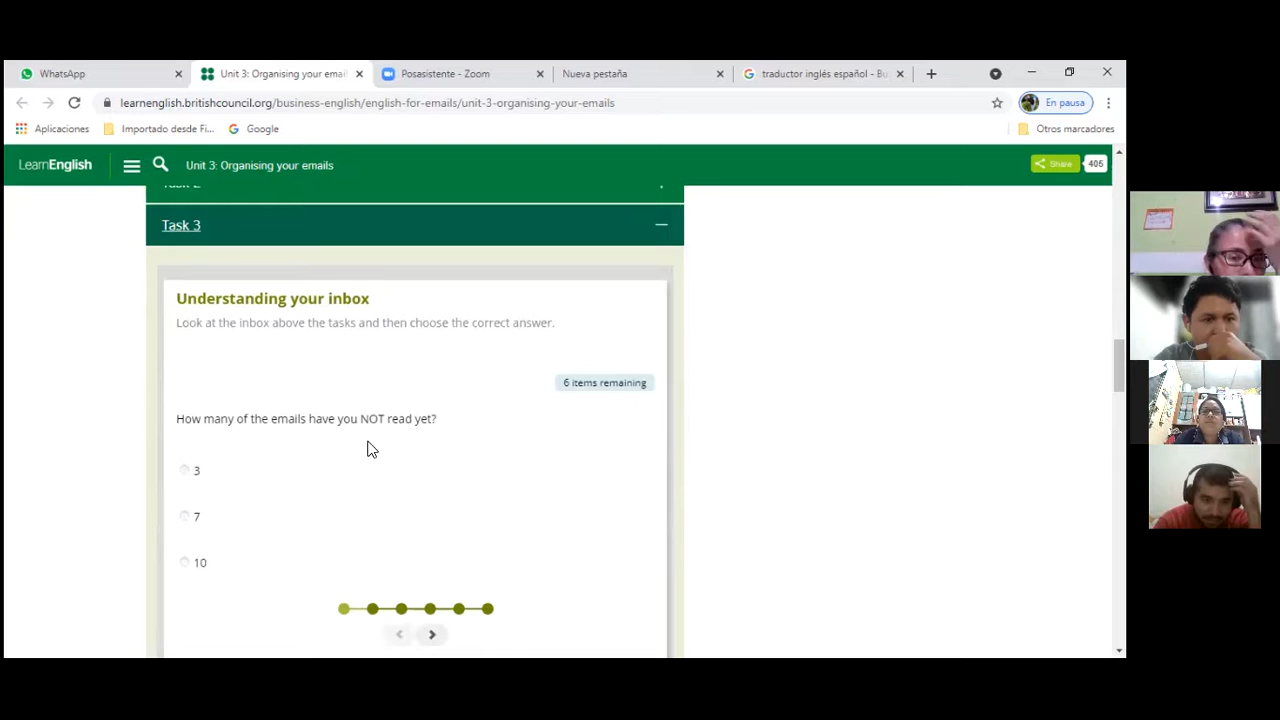 WhatsApp
Unit 3: Organising your emai
Posasistente - Zoom
Nueva pestaña
traductor inglés español - Bu
learnenglish.britishcouncil.org/business-english/english-for-emails/unit-3-organising-your-emails
En pausa
Aplicaciones
Importado desde Fi...
Google
Otros marcadores
LearnEnglish
Unit 3: Organising your emails
Share
405
Task 2
Task 3
Understanding your inbox
Look at the inbox above the tasks and then choose the correct answer.
6 items remaining
How many of the emails have you NOT read yet?
3
7
10